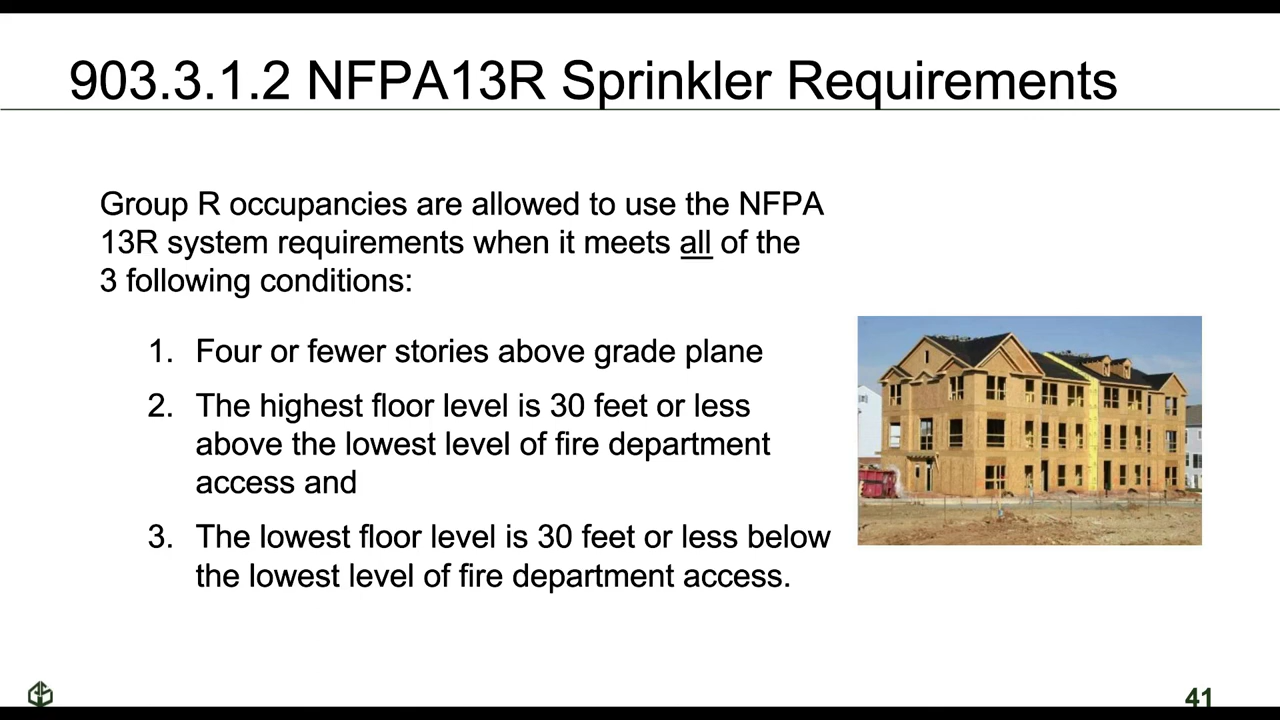 903.3.1.2 NFPA13R Sprinkler Requirements
Group R occupancies are allowed to use the NFPA
13R system requirements when it meets all of the
3 following conditions:
1. Four or fewer stories above grade plane
2. The highest floor level is 30 feet or less
above the lowest level of fire department
access and
3. The lowest floor level is 30 feet or less below
the lowest level of fire department access.
41